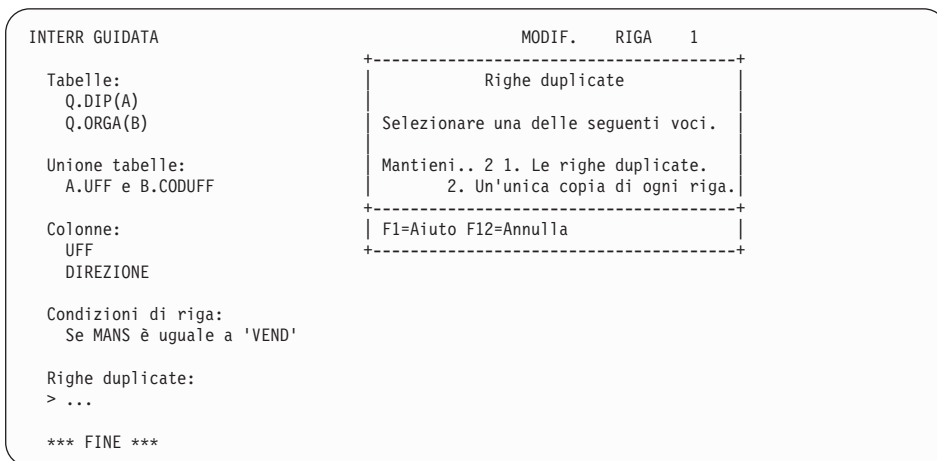 INTERR GUIDATA MODIF. RIGA 1
+---------------------------------------+
Tabelle: | Righe duplicate |
Q.DIP(A) | |
Q.ORGA(B) | Selezionare una delle seguenti voci. |
| |
Unione tabelle: | Mantieni.. 2 1. Le righe duplicate. |
A.UFF e B.CODUFF | 2. Un'unica copia di ogni riga.|
+---------------------------------------+
Colonne: | F1=Aiuto F12=Annulla |
UFF +---------------------------------------+
DIREZIONE
Condizioni di riga:
Se MANS è uguale a 'VEND'
Righe duplicate:
> ...
*** FINE ***